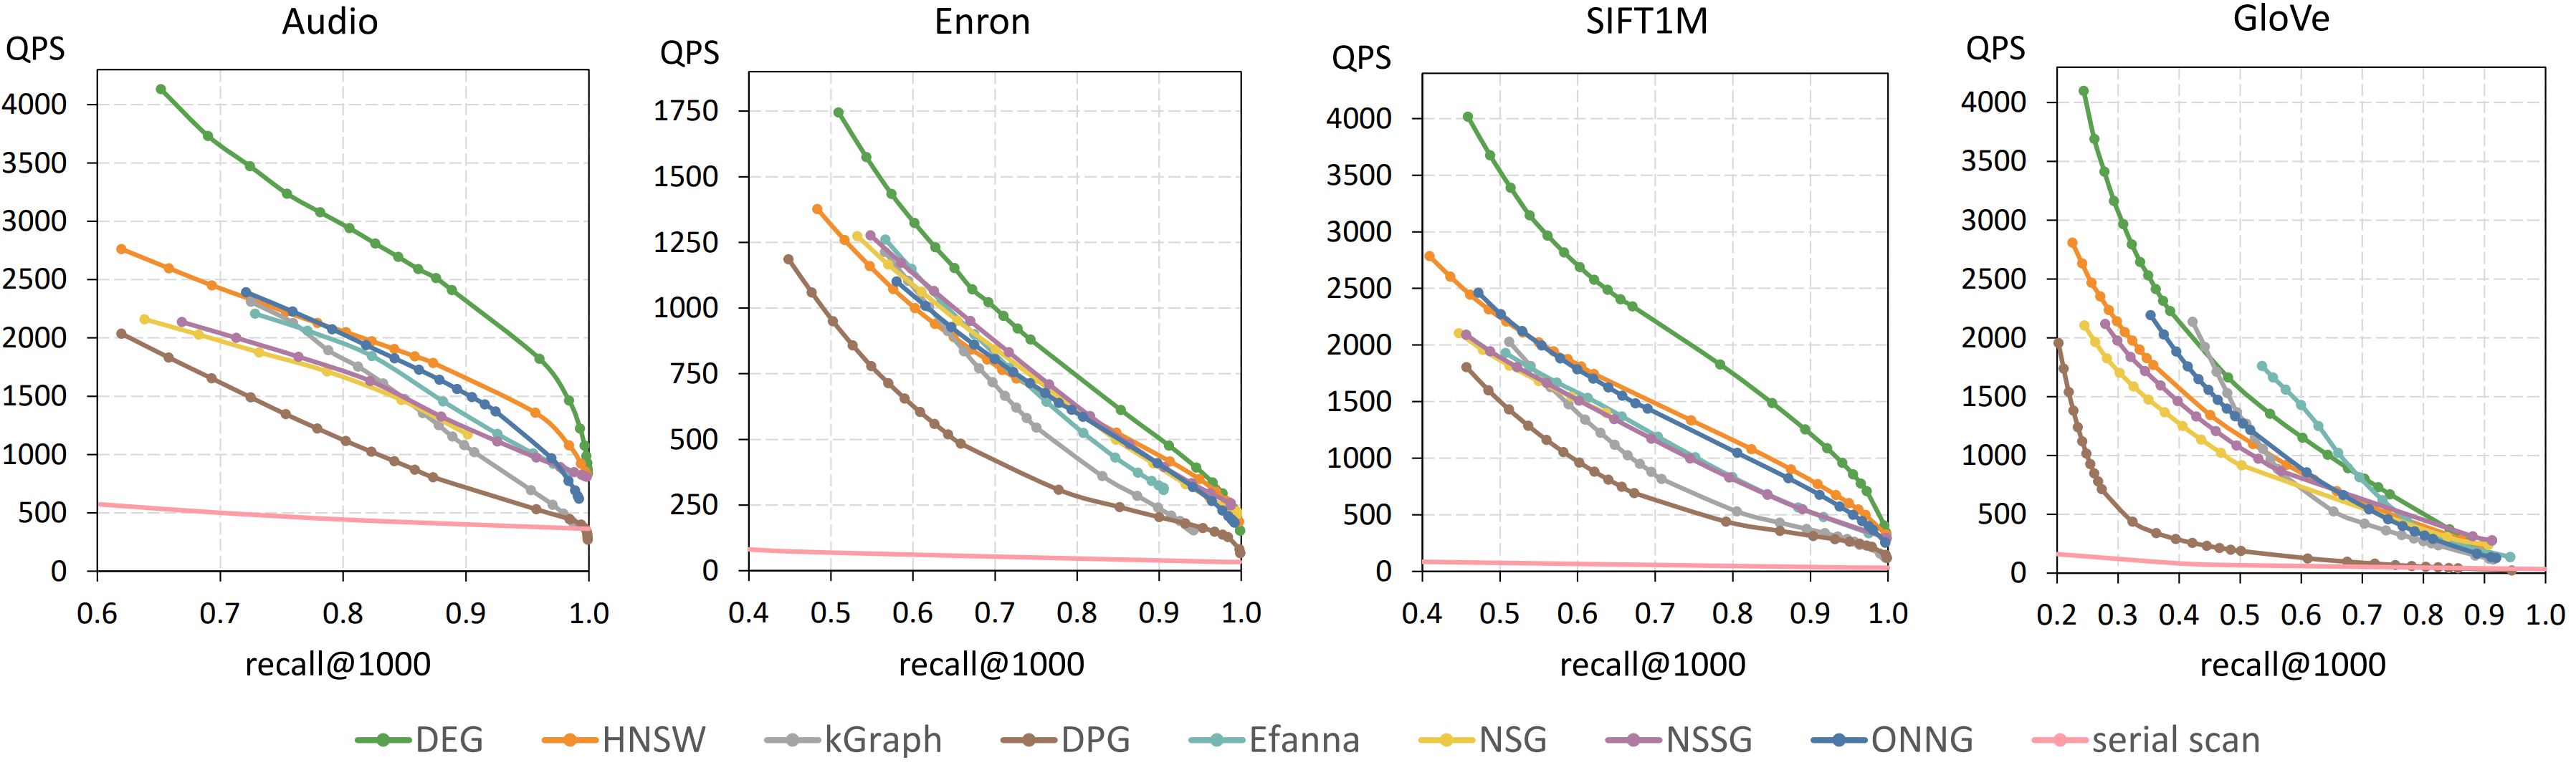 Audio
QPS
4000
3500
3000
2500
2000
1500
1000
500
0
0.6 0.7 0.8 0.9 1.0
recall@1000
Enron
QPS
1750
1500
1250
1000
750
500
250
0
0.4 0.5 0.6 0.7 0.8 0.9 1.0
recall@1000
SIFT1M
QPS
4000
3500
3000
2500
2000
1500
1000
500
0
0.4 0.5 0.6 0.7 0.8 0.9 1.0
recall@1000
GloVe
QPS
4000
3500
3000
2500
2000
1500
1000
500
0
0.2 0.3 0.4 0.5 0.6 0.7 0.8 0.9 1.0
recall@1000
DEG HNSW kGraph DPG Efanna NSG NSSG ONNG serial scan